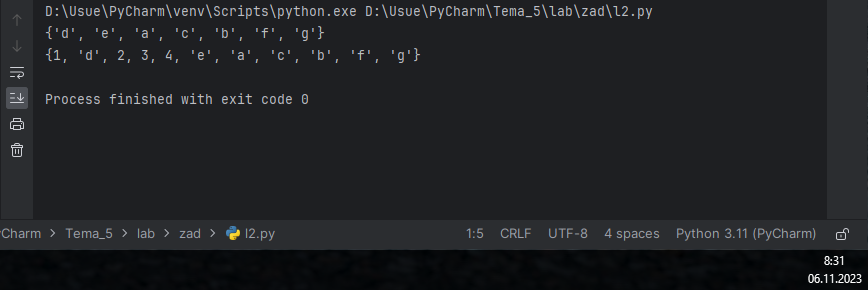 D:\Usue\PyCharm\venv\Scripts\python.exe D:\Usue\PyCharm\Tema_5\lab\zad\l2.py
{'d', 'e', 'a', 'c', 'b', 'f', 'g'}
{1, 'd', 2, 3, 4, 'e', 'a', 'c', 'b', 'f', 'g'}
Process finished with exit code 0
yCharm > Tema_5 > lab > zad > l2.py 1:5 CRLF UTF-8 4 spaces Python 3.11 (PyCharm)
8:31
06.11.2023